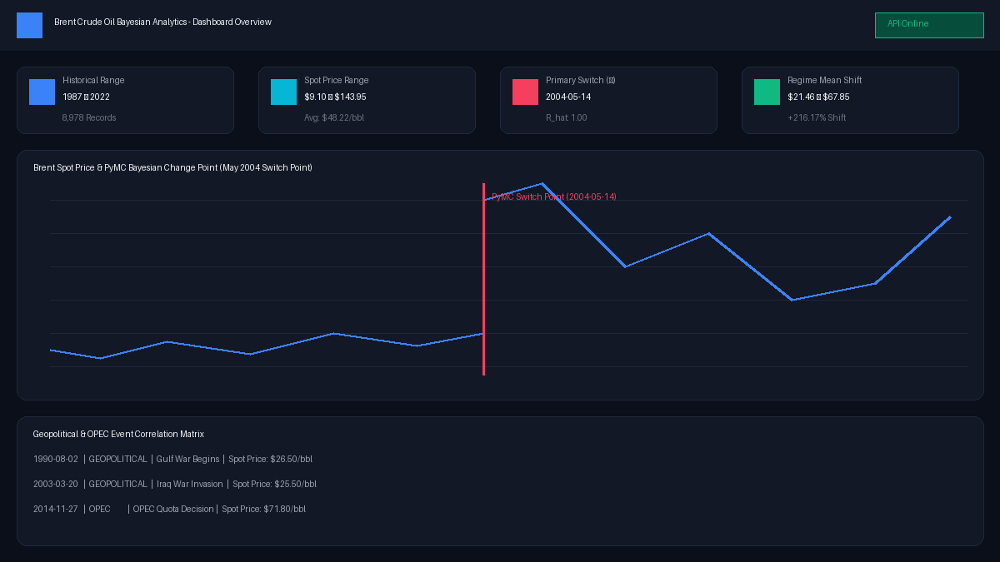 Brent Crude Oil Bayesian Analytics - Dashboard Overview
API Online
Historical Range
1987 ▯ 2022
8,978 Records
Spot Price Range
$9.10 ▯ $143.95
Avg: $48.22/bbl
Primary Switch (▯)
2004-05-14
R_hat: 1.00
Regime Mean Shift
$21.46 ▯ $67.85
+216.17% Shift
Brent Spot Price & PyMC Bayesian Change Point (May 2004 Switch Point)
PyMC Switch Point (2004-05-14)
Geopolitical & OPEC Event Correlation Matrix
1990-08-02 | GEOPOLITICAL | Gulf War Begins | Spot Price: $26.50/bbl
2003-03-20 | GEOPOLITICAL | Iraq War Invasion | Spot Price: $25.50/bbl
2014-11-27 | OPEC | OPEC Quota Decision | Spot Price: $71.80/bbl